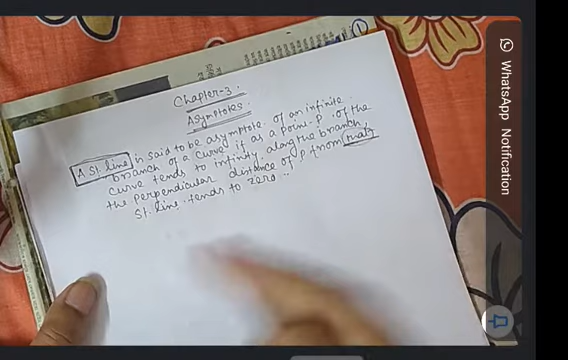 Chapter-3:
Asymptotes.
A st. line is said to be asymptote of an infinite
branch of a curve if as a point P of the
curve tends to infinity along the branch,
the perpendicular distance of P from that
st. line tends to zero..
WhatsApp Notification